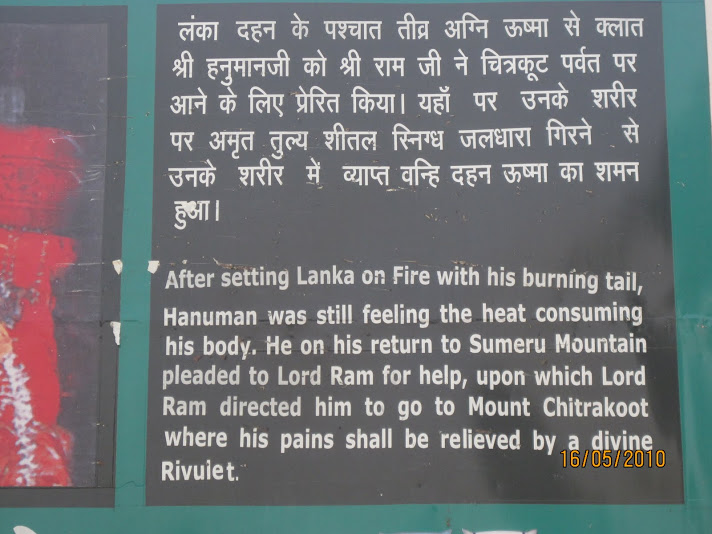 लंका दहन के पश्चात तीव्र अग्नि ऊष्मा से क्लात
श्री हनुमानजी को श्री राम जी ने चित्रकूट पर्वत पर
आने के लिए प्रेरित किया। यहाँ पर उनके शरीर
पर अमृत तुल्य शीतल स्निग्ध जलधारा गिरने से
उनके शरीर में व्याप्त वन्हि दहन ऊष्मा का शमन
हुआ।
After setting Lanka on Fire with his burning tail,
Hanuman was still feeling the heat consuming
his body. He on his return to Sumeru Mountain
pleaded to Lord Ram for help, upon which Lord
Ram directed him to go to Mount Chitrakoot
where his pains shall be relieved by a divine
Rivulet.
16/05/2010